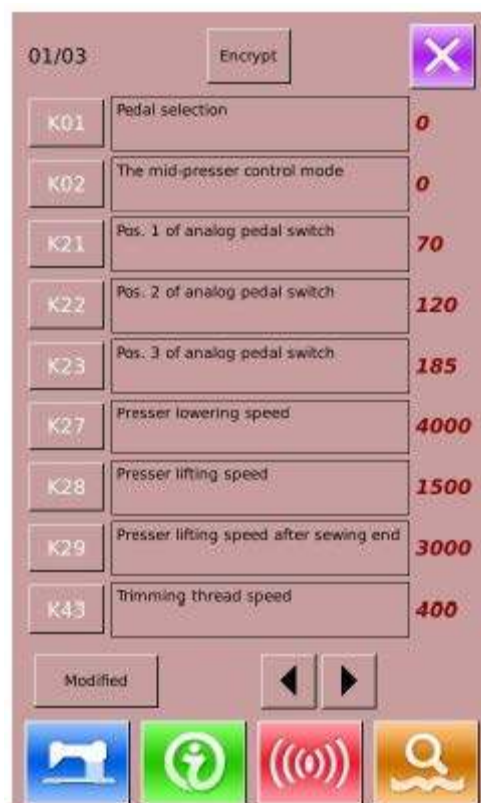 01/03 Encrypt
K01 Pedal selection 0
K02 The mid-presser control mode 0
K21 Pos. 1 of analog pedal switch 70
K22 Pos. 2 of analog pedal switch 120
K23 Pos. 3 of analog pedal switch 185
K27 Presser lowering speed 4000
K28 Presser lifting speed 1500
K29 Presser lifting speed after sewing end 3000
K43 Trimming thread speed 400
Modified